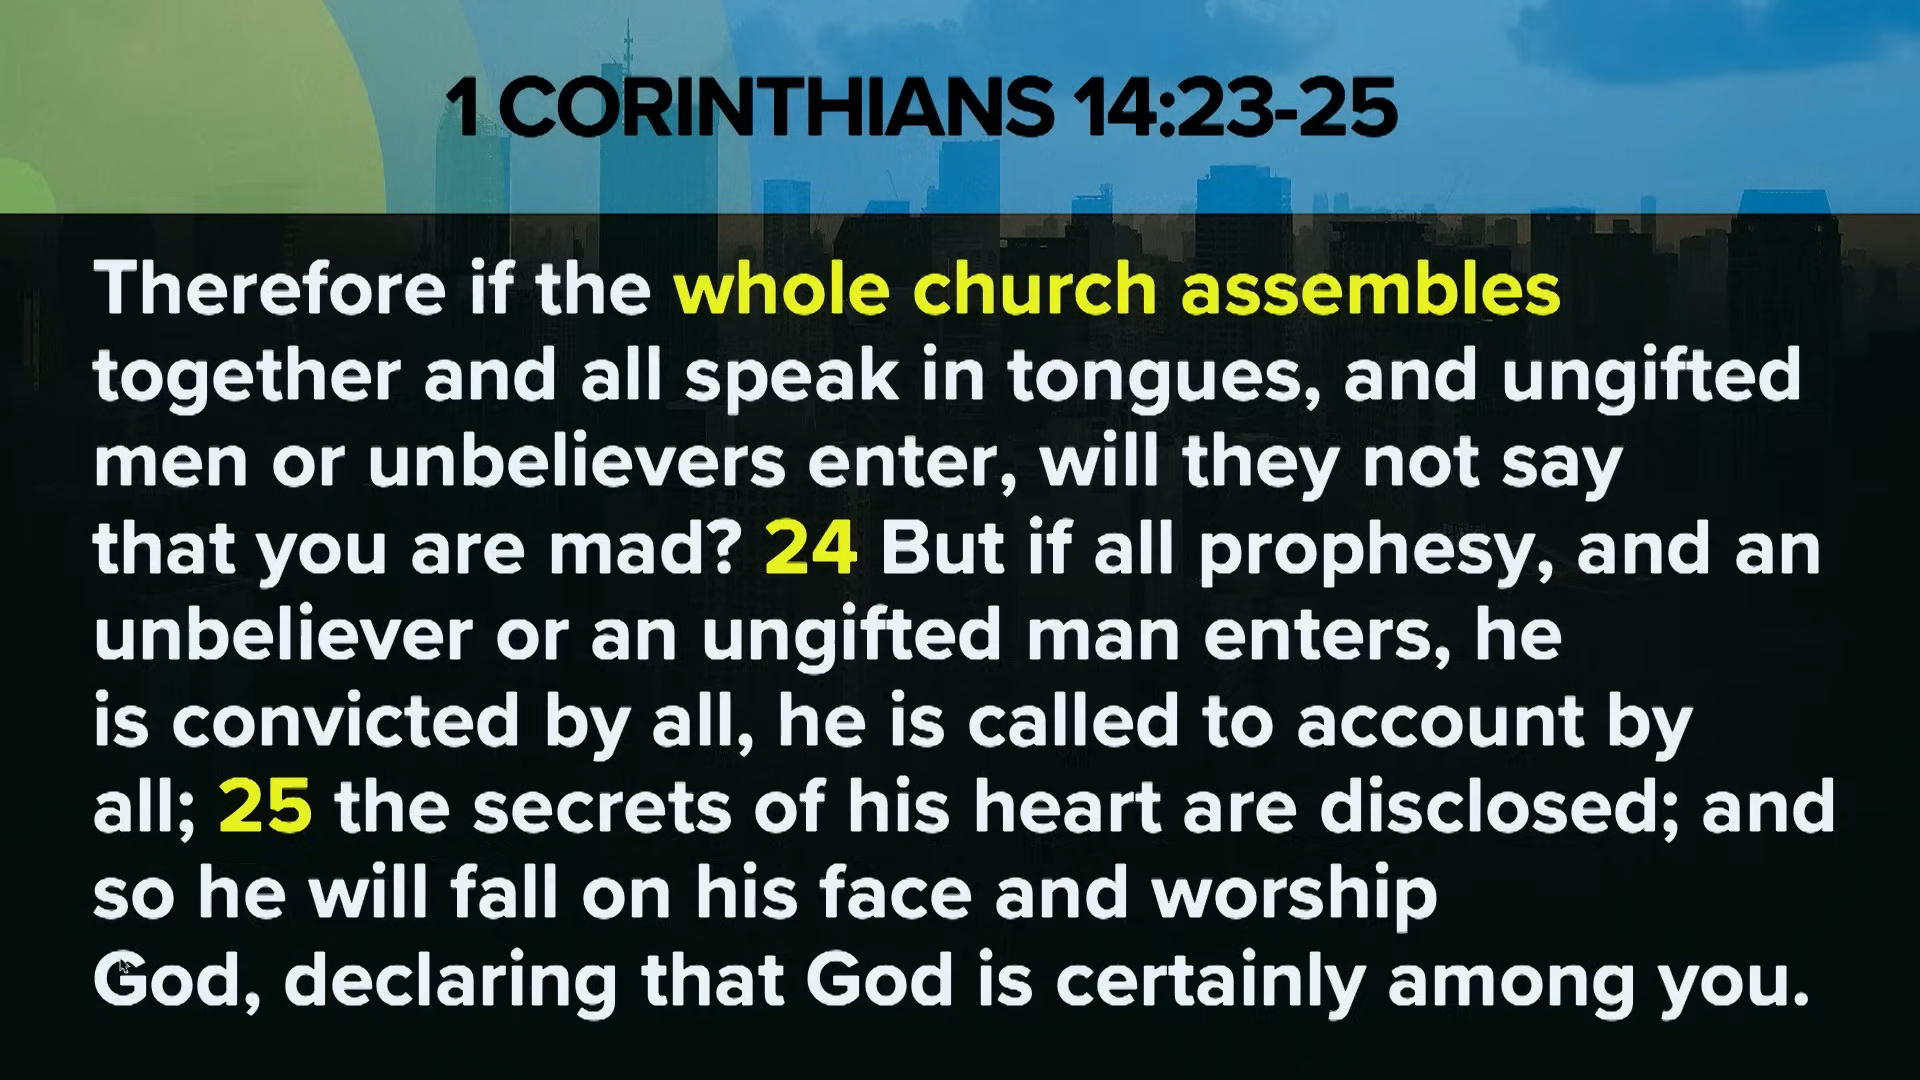 1 CORINTHIANS 14:23-25
Therefore if the whole church assembles
together and all speak in tongues, and ungifted
men or unbelievers enter, will they not say
that you are mad? 24 But if all prophesy, and an
unbeliever or an ungifted man enters, he
is convicted by all, he is called to account by
all; 25 the secrets of his heart are disclosed; and
so he will fall on his face and worship
God, declaring that God is certainly among you.